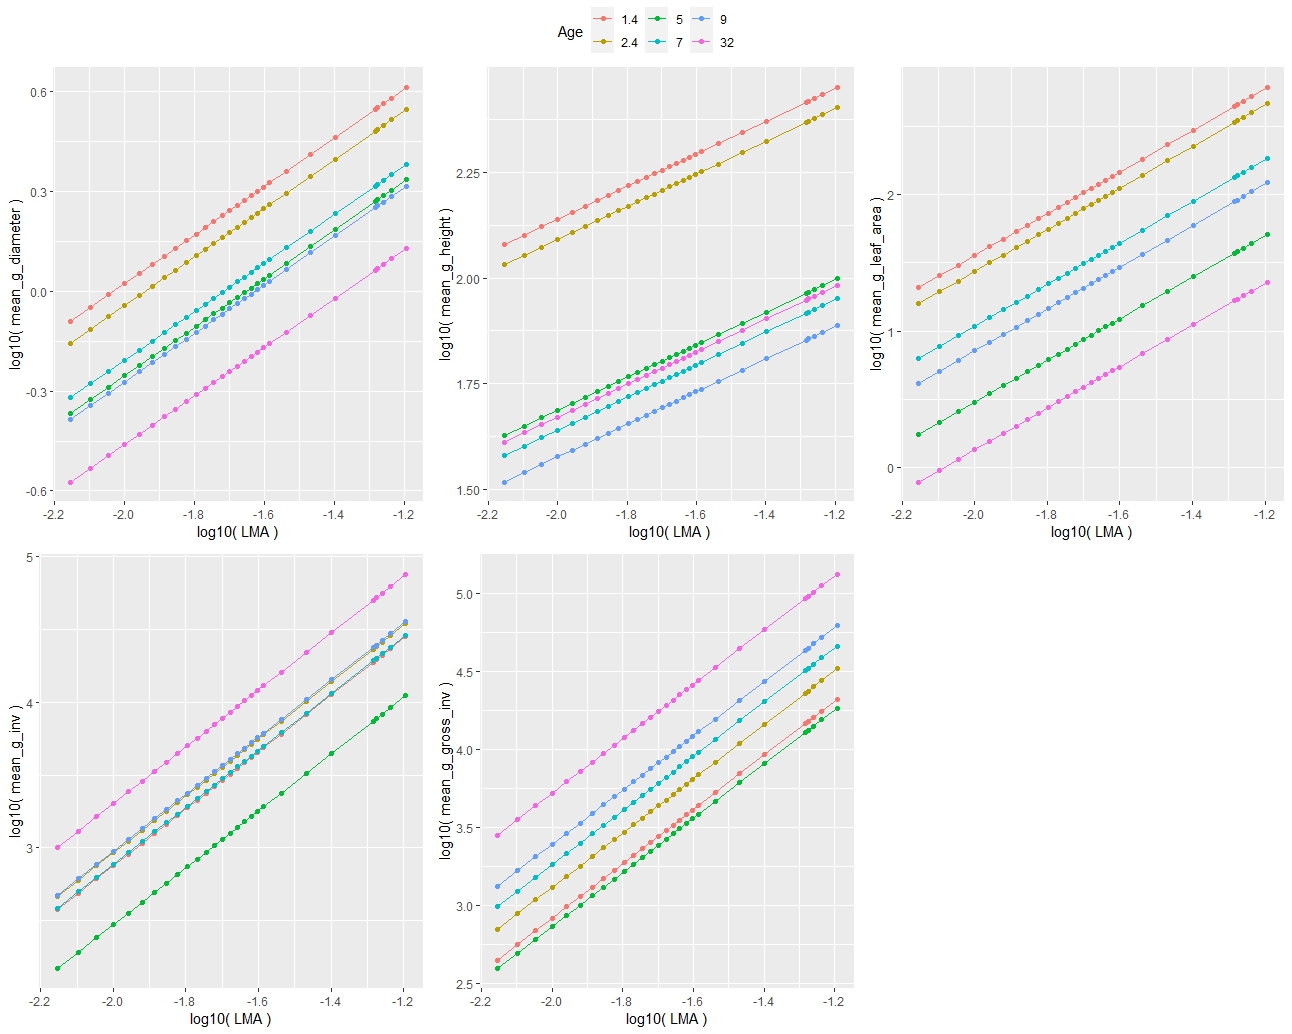 Age 1.4 5 9
2.4 7 32
log10( mean_g_diameter )
0.6
0.3
0.0
-0.3
-0.6
-2.2 -2.0 -1.8 -1.6 -1.4 -1.2
log10( LMA )
log10( mean_g_height )
2.25
2.00
1.75
1.50
-2.2 -2.0 -1.8 -1.6 -1.4 -1.2
log10( LMA )
log10( mean_g_leaf_area )
2
1
0
-2.2 -2.0 -1.8 -1.6 -1.4 -1.2
log10( LMA )
log10( mean_g_inv )
5
4
3
-2.2 -2.0 -1.8 -1.6 -1.4 -1.2
log10( LMA )
log10( mean_g_gross_inv )
5.0
4.5
4.0
3.5
3.0
2.5
-2.2 -2.0 -1.8 -1.6 -1.4 -1.2
log10( LMA )